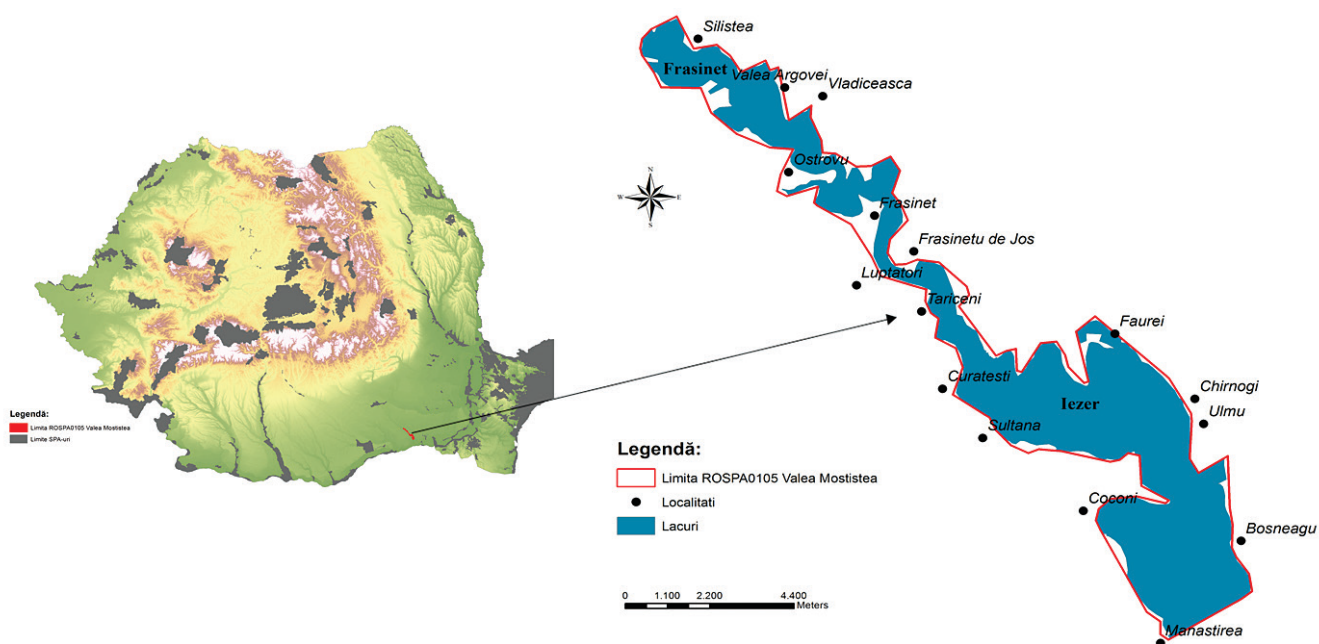 Legendă:
Limita ROSPA0105 Valea Mostistea
Limite SPA-uri
Silistea
Frasinet
Valea Argovei
Vladiceasca
Ostrovu
N
W
E
S
Frasinet
Frasinetu de Jos
Luptatori
Tariceni
Faurei
Curatesti
Chirnogi
Iezer
Ulmu
Sultana
Legendă:
Limita ROSPA0105 Valea Mostistea
Localitati
Lacuri
Coconi
Bosneagu
0 1.100 2.200 4.400
Meters
Manastirea